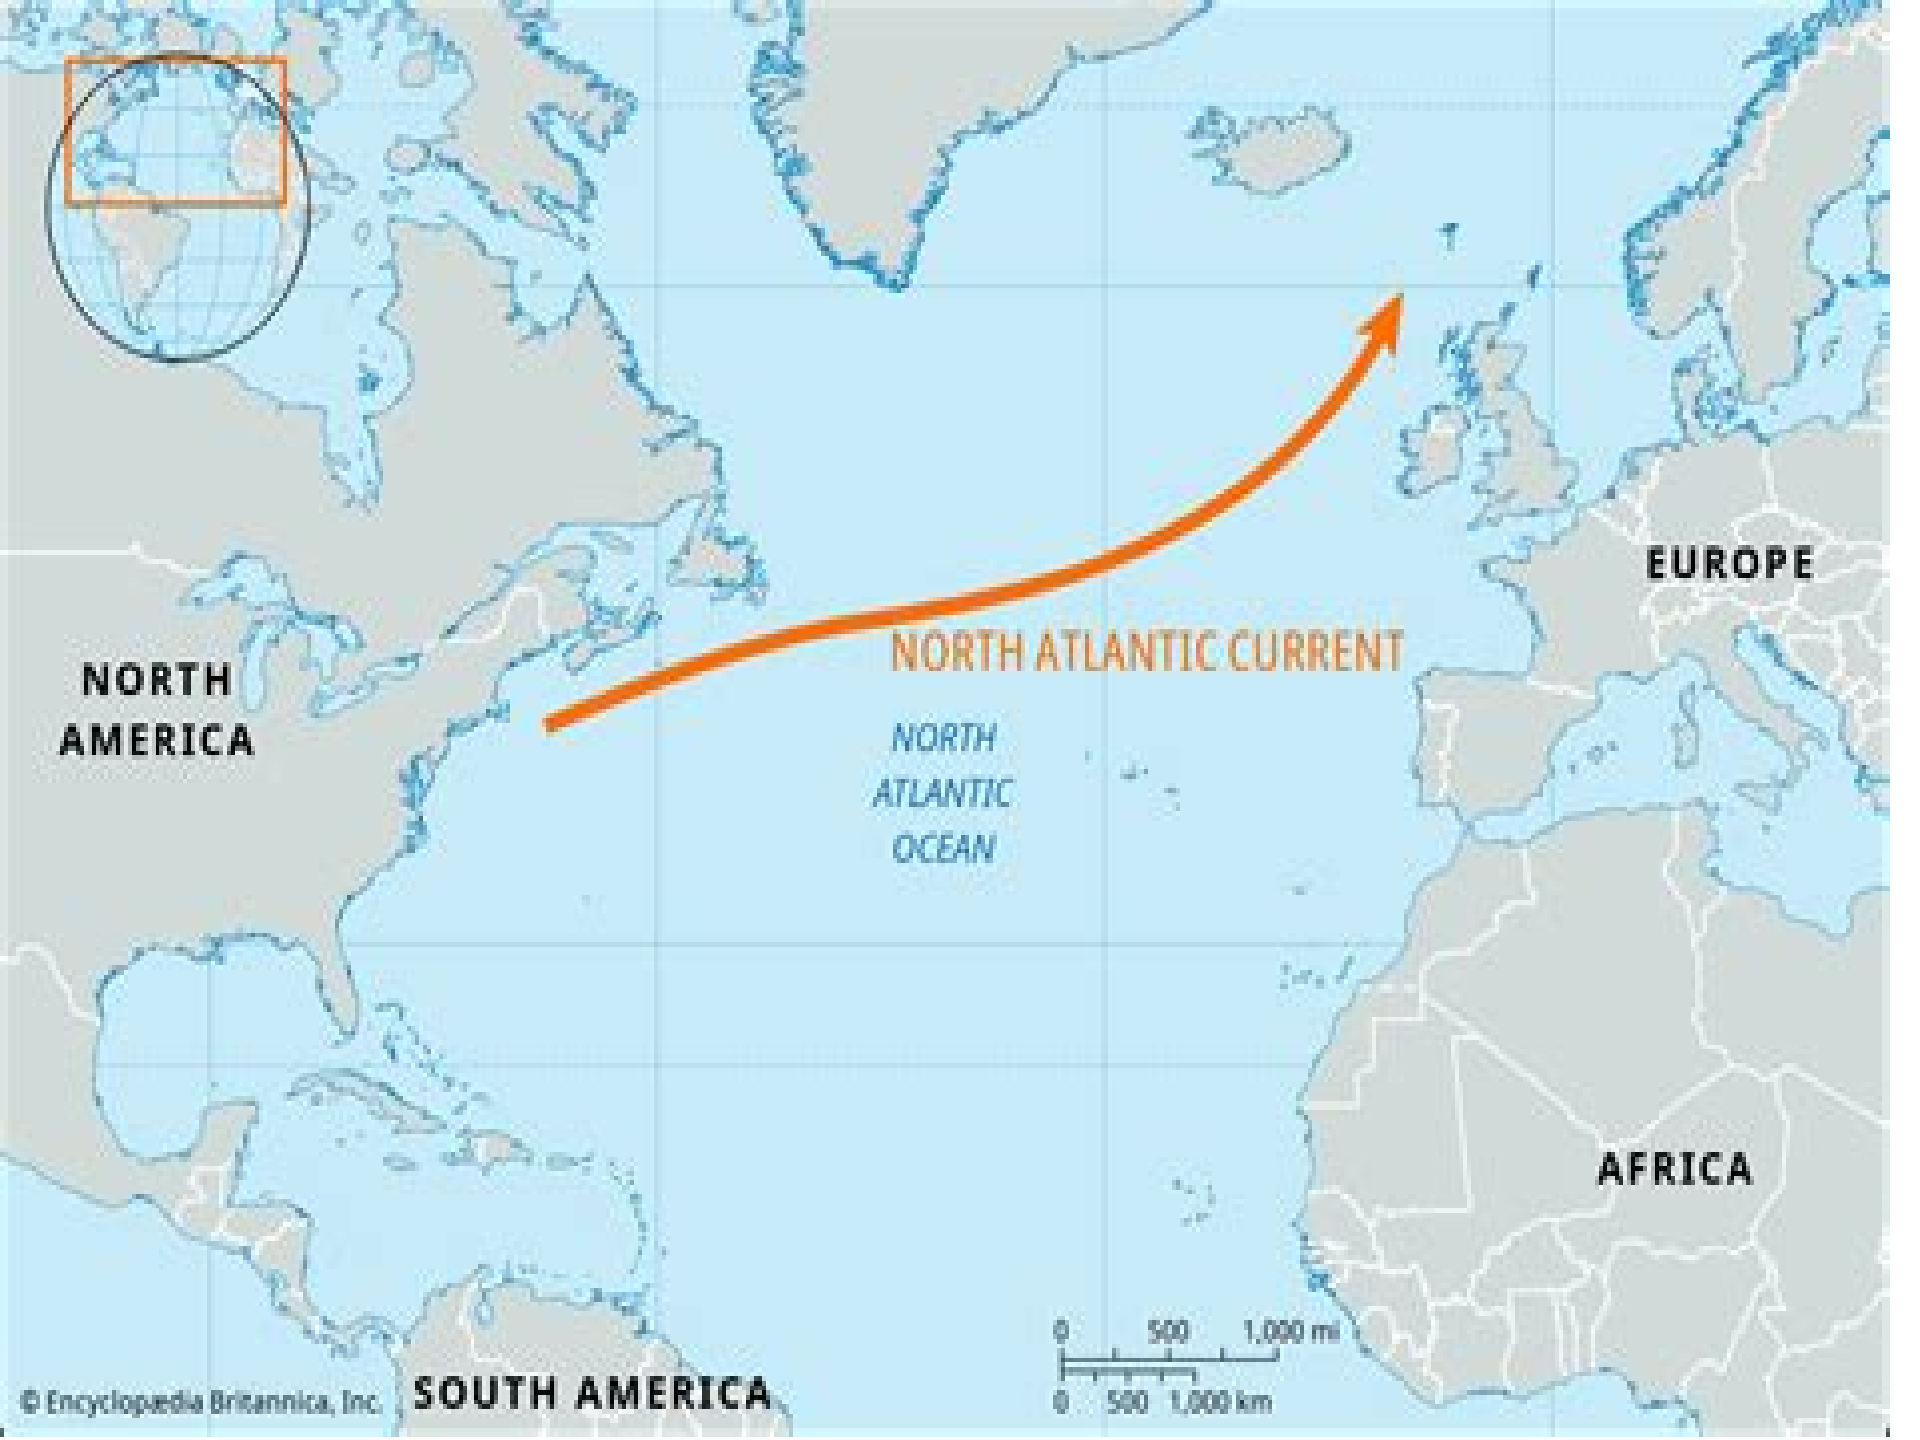 NORTH
AMERICA
EUROPE
NORTH ATLANTIC CURRENT
NORTH
ATLANTIC
OCEAN
AFRICA
0 500 1,000 mi
0 500 1,000 km
SOUTH AMERICA
© Encyclopædia Britannica, Inc.